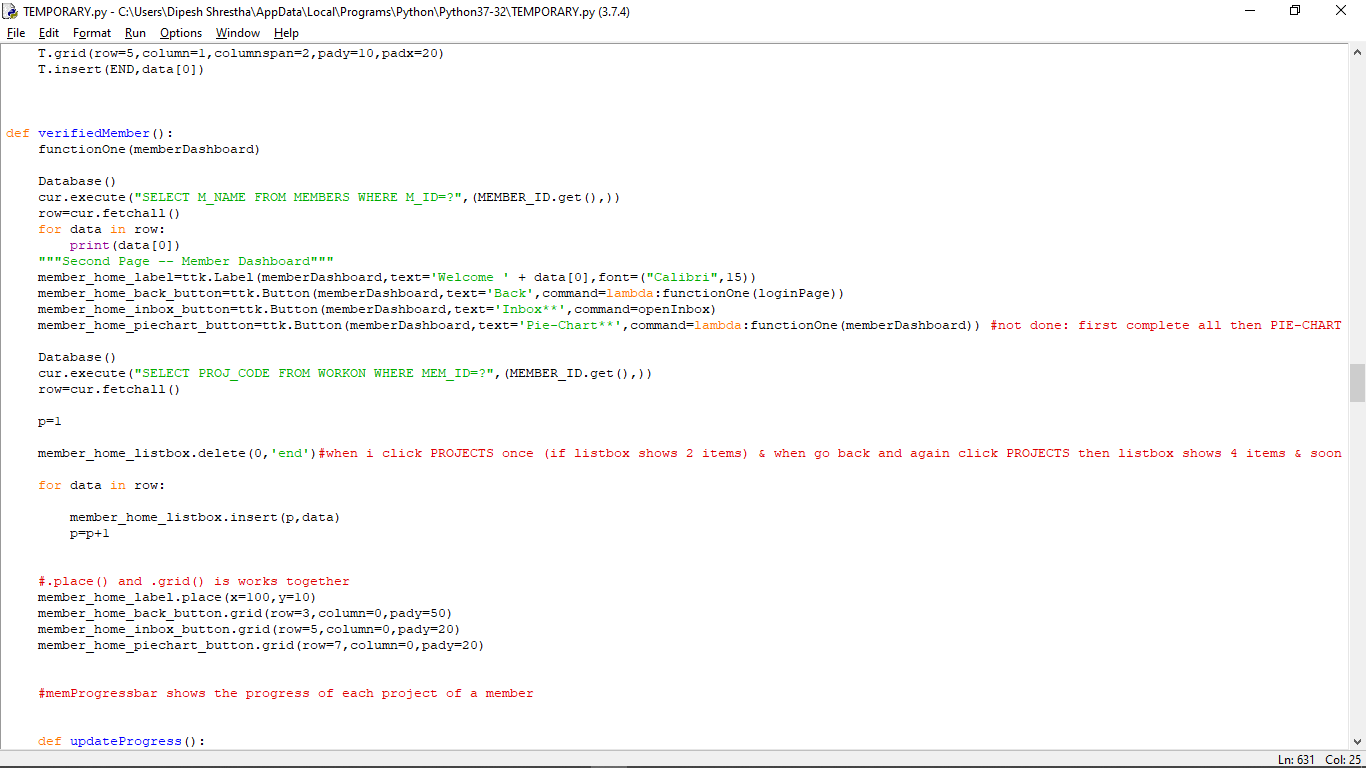 TEMPORARY.py - C:\Users\Dipesh Shrestha\AppData\Local\Programs\Python\Python37-32\TEMPORARY.py (3.7.4)
File Edit Format Run Options Window Help
T.grid(row=5,column=1,columnspan=2,pady=10,padx=20)
T.insert(END,data[0])
def verifiedMember():
functionOne(memberDashboard)
Database()
cur.execute("SELECT M_NAME FROM MEMBERS WHERE M_ID=?",(MEMBER_ID.get(),))
row=cur.fetchall()
for data in row:
print(data[0])
"""Second Page -- Member Dashboard"""
member_home_label=ttk.Label(memberDashboard,text='Welcome ' + data[0],font=("Calibri",15))
member_home_back_button=ttk.Button(memberDashboard,text='Back',command=lambda:functionOne(loginPage))
member_home_inbox_button=ttk.Button(memberDashboard,text='Inbox**',command=openInbox)
member_home_piechart_button=ttk.Button(memberDashboard,text='Pie-Chart**',command=lambda:functionOne(memberDashboard)) #not done: first complete all then PIE-CHART
Database()
cur.execute("SELECT PROJ_CODE FROM WORKON WHERE MEM_ID=?",(MEMBER_ID.get(),))
row=cur.fetchall()
p=1
member_home_listbox.delete(0,'end')#when i click PROJECTS once (if listbox shows 2 items) & when go back and again click PROJECTS then listbox shows 4 items & soon
for data in row:
member_home_listbox.insert(p,data)
p=p+1
#.place() and .grid() is works together
member_home_label.place(x=100,y=10)
member_home_back_button.grid(row=3,column=0,pady=50)
member_home_inbox_button.grid(row=5,column=0,pady=20)
member_home_piechart_button.grid(row=7,column=0,pady=20)
#memProgressbar shows the progress of each project of a member
def updateProgress():
Ln: 631 Col: 25